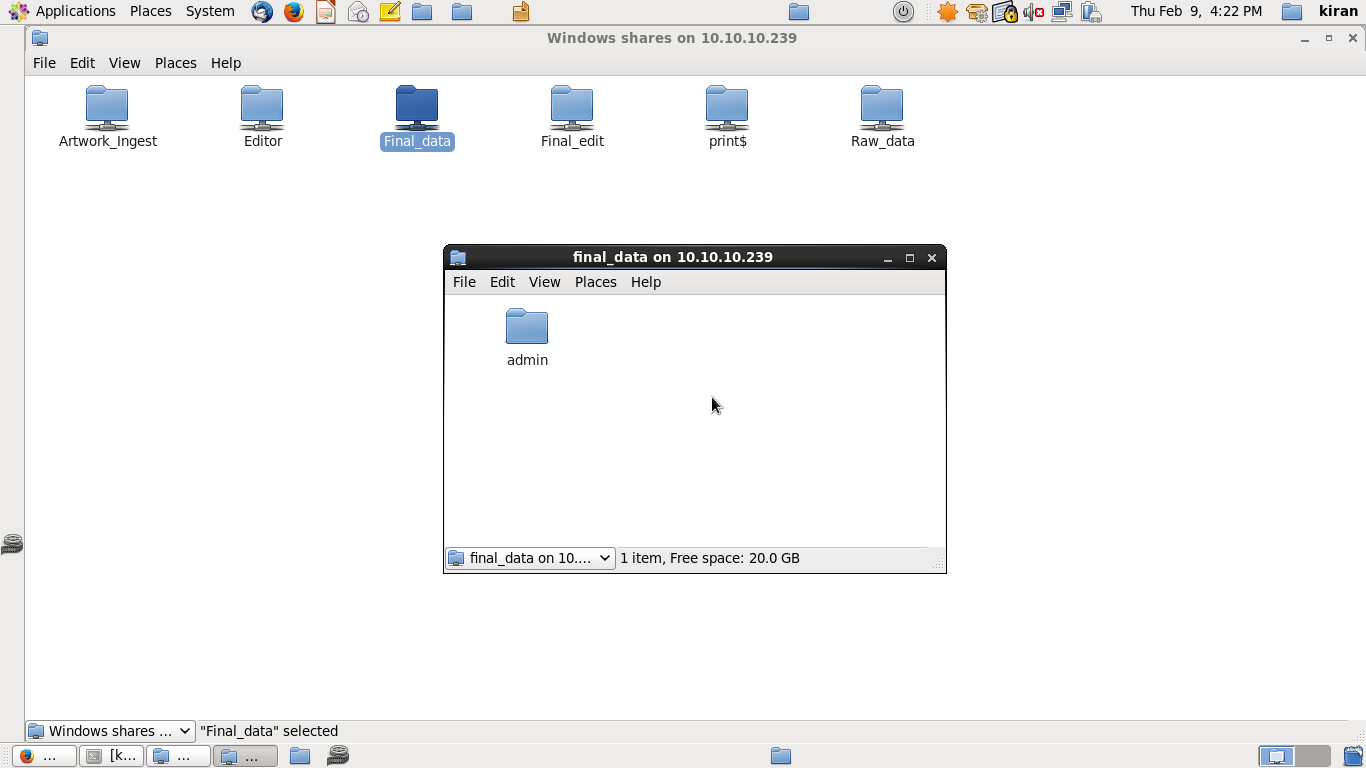 Applications Places System Thu Feb 9, 4:22 PM kiran
Windows shares on 10.10.10.239
File Edit View Places Help
Artwork_Ingest Editor Final_data Final_edit print$ Raw_data
final_data on 10.10.10.239
File Edit View Places Help
admin
final_data on 10.... 1 item, Free space: 20.0 GB
Windows shares ... "Final_data" selected
... [k... ... ...